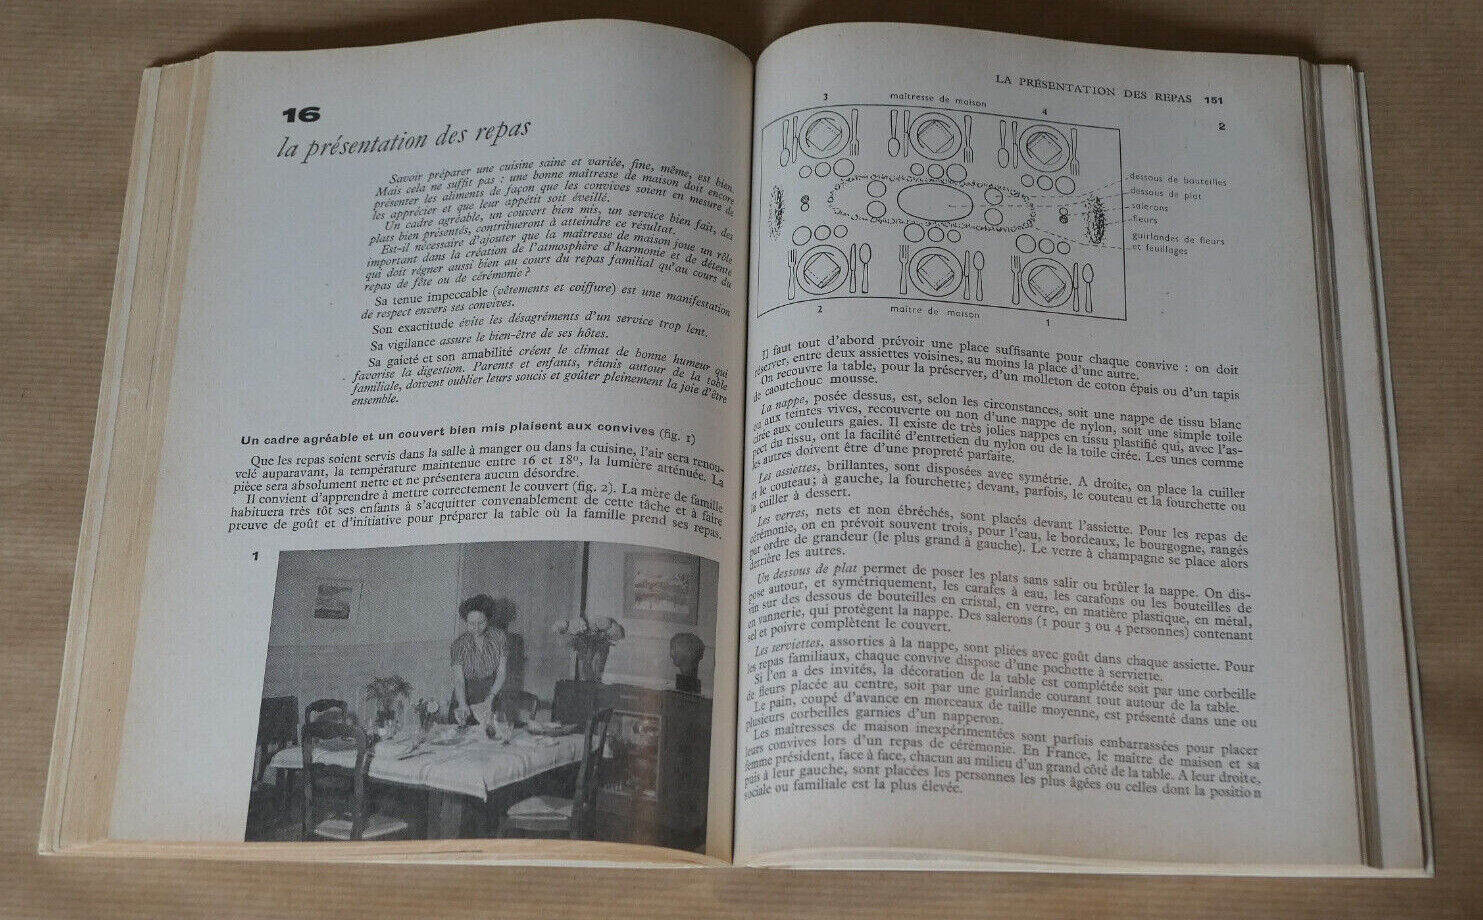 16
la présentation des repas
Savoir préparer une cuisine saine et variée, fine, même, est bien.
Mais cela ne suffit pas : une bonne maîtresse de maison doit encore
présenter les aliments de façon que les convives soient en mesure de
les apprécier et que leur appétit soit éveillé.
Un cadre agréable, un couvert bien mis, un service bien fait, des
plats bien présentés, contribueront à atteindre ce résultat.
Est-il nécessaire d'ajouter que la maîtresse de maison joue un rôle
important dans la création de l'atmosphère d'harmonie et de détente
qui doit régner aussi bien au cours du repas familial qu'au cours du
repas de fête ou de cérémonie ?
Sa tenue impeccable (vêtements et coiffure) est une manifestation
de respect envers ses convives.
Son exactitude évite les désagréments d'un service trop lent.
Sa vigilance assure le bien-être de ses hôtes.
Sa gaieté et son amabilité créent le climat de bonne humeur qui
favorise la digestion. Parents et enfants, réunis autour de la table
familiale, doivent oublier leurs soucis et goûter pleinement la joie d'être
ensemble.
Un cadre agréable et un couvert bien mis plaisent aux convives (fig. 1)
Que les repas soient servis dans la salle à manger ou dans la cuisine, l'air sera renou-
velé auparavant, la température maintenue entre 16 et 18°, la lumière atténuée. La
pièce sera absolument nette et ne présentera aucun désordre.
Il convient d'apprendre à mettre correctement le couvert (fig. 2). La mère de famille
habituera très tôt ses enfants à s'acquitter convenablement de cette tâche et à faire
preuve de goût et d'initiative pour préparer la table où la famille prend ses repas.
1
LA PRÉSENTATION DES REPAS 151
2
3
maîtresse de maison
4
dessous de bouteilles
dessous de plat
salerons
fleurs
guirlandes de fleurs
et feuillages
2
maître de maison
1
Il faut tout d'abord prévoir une place suffisante pour chaque convive : on doit
réserver, entre deux assiettes voisines, au moins la place d'une autre.
On recouvre la table, pour la préserver, d'un molleton de coton épais ou d'un tapis
de caoutchouc mousse.
La nappe, posée dessus, est, selon les circonstances, soit une nappe de tissu blanc
ou aux teintes vives, recouverte ou non d'une nappe de nylon, soit une simple toile
cirée aux couleurs gaies. Il existe de très jolies nappes en tissu plastifié qui, avec l'as-
pect du tissu, ont la facilité d'entretien du nylon ou de la toile cirée. Les unes comme
les autres doivent être d'une propreté parfaite.
Les assiettes, brillantes, sont disposées avec symétrie. A droite, on place la cuiller
et le couteau; à gauche, la fourchette; devant, parfois, le couteau et la fourchette ou
la cuiller à dessert.
Les verres, nets et non ébréchés, sont placés devant l'assiette. Pour les repas de
cérémonie, on en prévoit souvent trois, pour l'eau, le bordeaux, le bourgogne, rangés
par ordre de grandeur (le plus grand à gauche). Le verre à champagne se place alors
derrière les autres.
Un dessous de plat permet de poser les plats sans salir ou brûler la nappe. On dis-
pose autour, et symétriquement, les carafes à eau, les carafons ou les bouteilles de
vin sur des dessous de bouteilles en cristal, en verre, en matière plastique, en métal,
en vannerie, qui protègent la nappe. Des salerons (1 pour 3 ou 4 personnes) contenant
sel et poivre complètent le couvert.
Les serviettes, assorties à la nappe, sont pliées avec goût dans chaque assiette. Pour
les repas familiaux, chaque convive dispose d'une pochette à serviette.
Si l'on a des invités, la décoration de la table est complétée soit par une corbeille
de fleurs placée au centre, soit par une guirlande courant tout autour de la table.
Le pain, coupé d'avance en morceaux de taille moyenne, est présenté dans une ou
plusieurs corbeilles garnies d'un napperon.
Les maîtresses de maison inexpérimentées sont parfois embarrassées pour placer
leurs convives lors d'un repas de cérémonie. En France, le maître de maison et sa
femme président, face à face, chacun au milieu d'un grand côté de la table. A leur droite,
puis à leur gauche, sont placées les personnes les plus âgées ou celles dont la position
sociale ou familiale est la plus élevée.